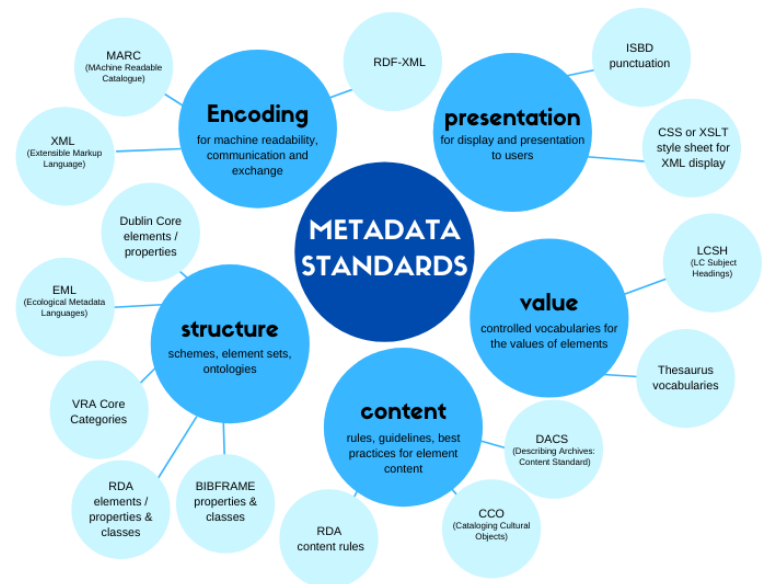 MARC
(MAchine Readable
Catalogue)
RDF-XML
ISBD
punctuation
Encoding
for machine readability,
communication and
exchange
presentation
for display and presentation
to users
XML
(Extensible Markup
Language)
CSS or XSLT
style sheet for
XML display
METADATA
STANDARDS
Dublin Core
elements /
properties
LCSH
(LC Subject
Headings)
EML
(Ecological Metadata
Languages)
structure
schemes, element sets,
ontologies
value
controlled vocabularies for
the values of elements
Thesaurus
vocabularies
VRA Core
Categories
content
rules, guidelines, best
practices for element
content
DACS
(Describing Archives:
Content Standard)
RDA
elements /
properties &
classes
BIBFRAME
properties &
classes
RDA
content rules
CCO
(Cataloging Cultural
Objects)